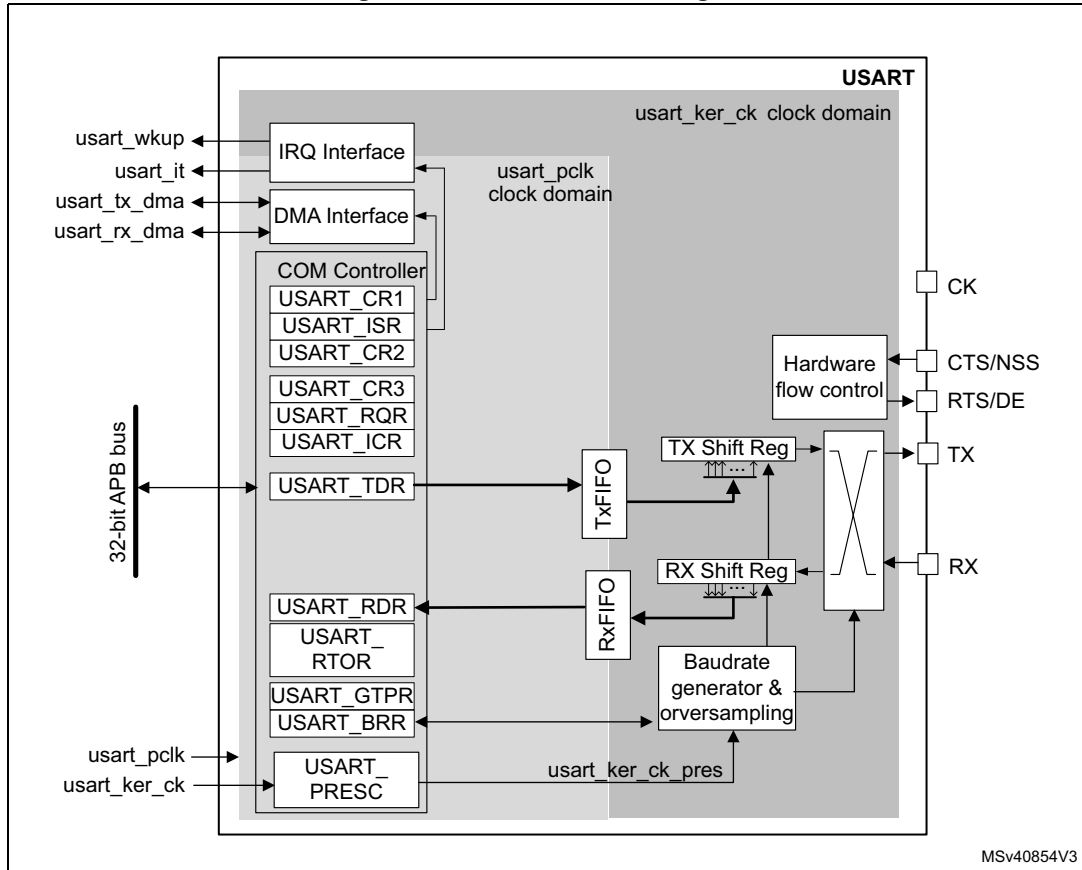 USART
usart_ker_ck clock domain
usart_wkup
IRQ Interface
usart_it
usart_pclk
clock domain
usart_tx_dma
DMA Interface
usart_rx_dma
COM Controller
USART_CR1
USART_ISR
USART_CR2
USART_CR3
USART_RQR
USART_ICR
USART_TDR
32-bit APB bus
USART_RDR
USART_
RTOR
USART_GTPR
USART_BRR
usart_pclk
usart_ker_ck
USART_
PRESC
usart_ker_ck_pres
TxFIFO
RxFIFO
TX Shift Reg
...
RX Shift Reg
...
Baudrate
generator &
orversampling
Hardware
flow control
CK
CTS/NSS
RTS/DE
TX
RX
MSv40854V3